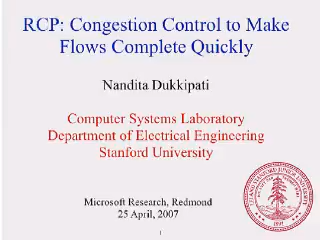 RCP: Congestion Control to Make
Flows Complete Quickly
Nandita Dukkipati
Computer Systems Laboratory
Department of Electrical Engineering
Stanford University
Microsoft Research, Redmond
25 April, 2007
1